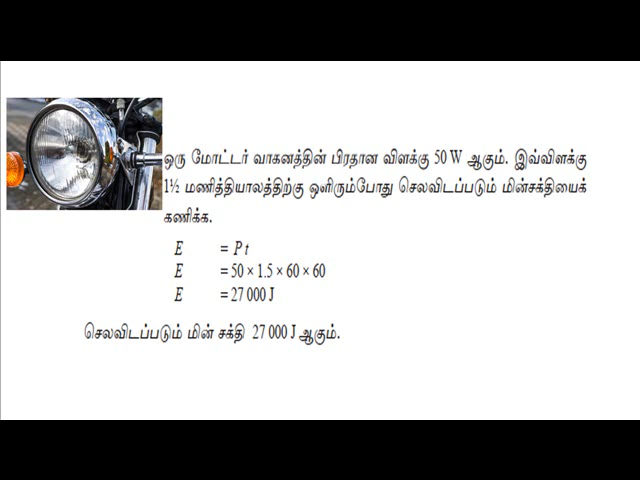 ஒரு மோட்டர் வாகனத்தின் பிரதான விளக்கு 50 W ஆகும். இவ்விளக்கு
1½ மணித்தியாலத்திற்கு ஒளிரும்போது செலவிடப்படும் மின்சக்தியைக்
கணிக்க.
E = P t
E = 50 × 1.5 × 60 × 60
E = 27 000 J
செலவிடப்படும் மின் சக்தி 27 000 J ஆகும்.